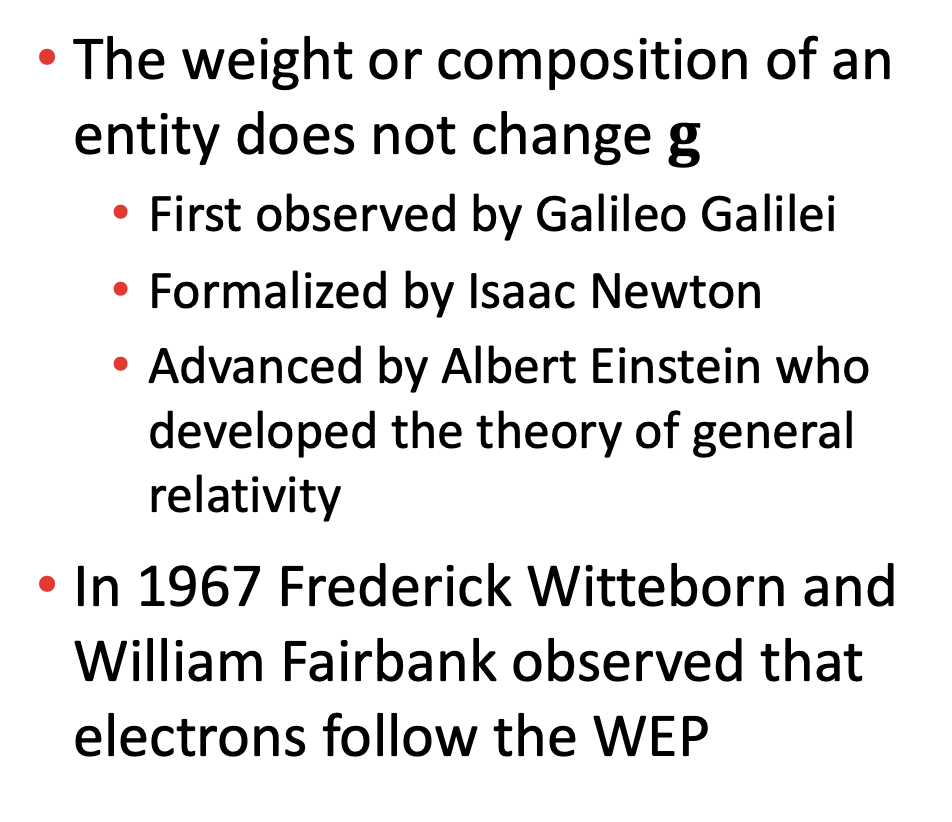 • The weight or composition of an
entity does not change g
• First observed by Galileo Galilei
• Formalized by Isaac Newton
• Advanced by Albert Einstein who
developed the theory of general
relativity
• In 1967 Frederick Witteborn and
William Fairbank observed that
electrons follow the WEP